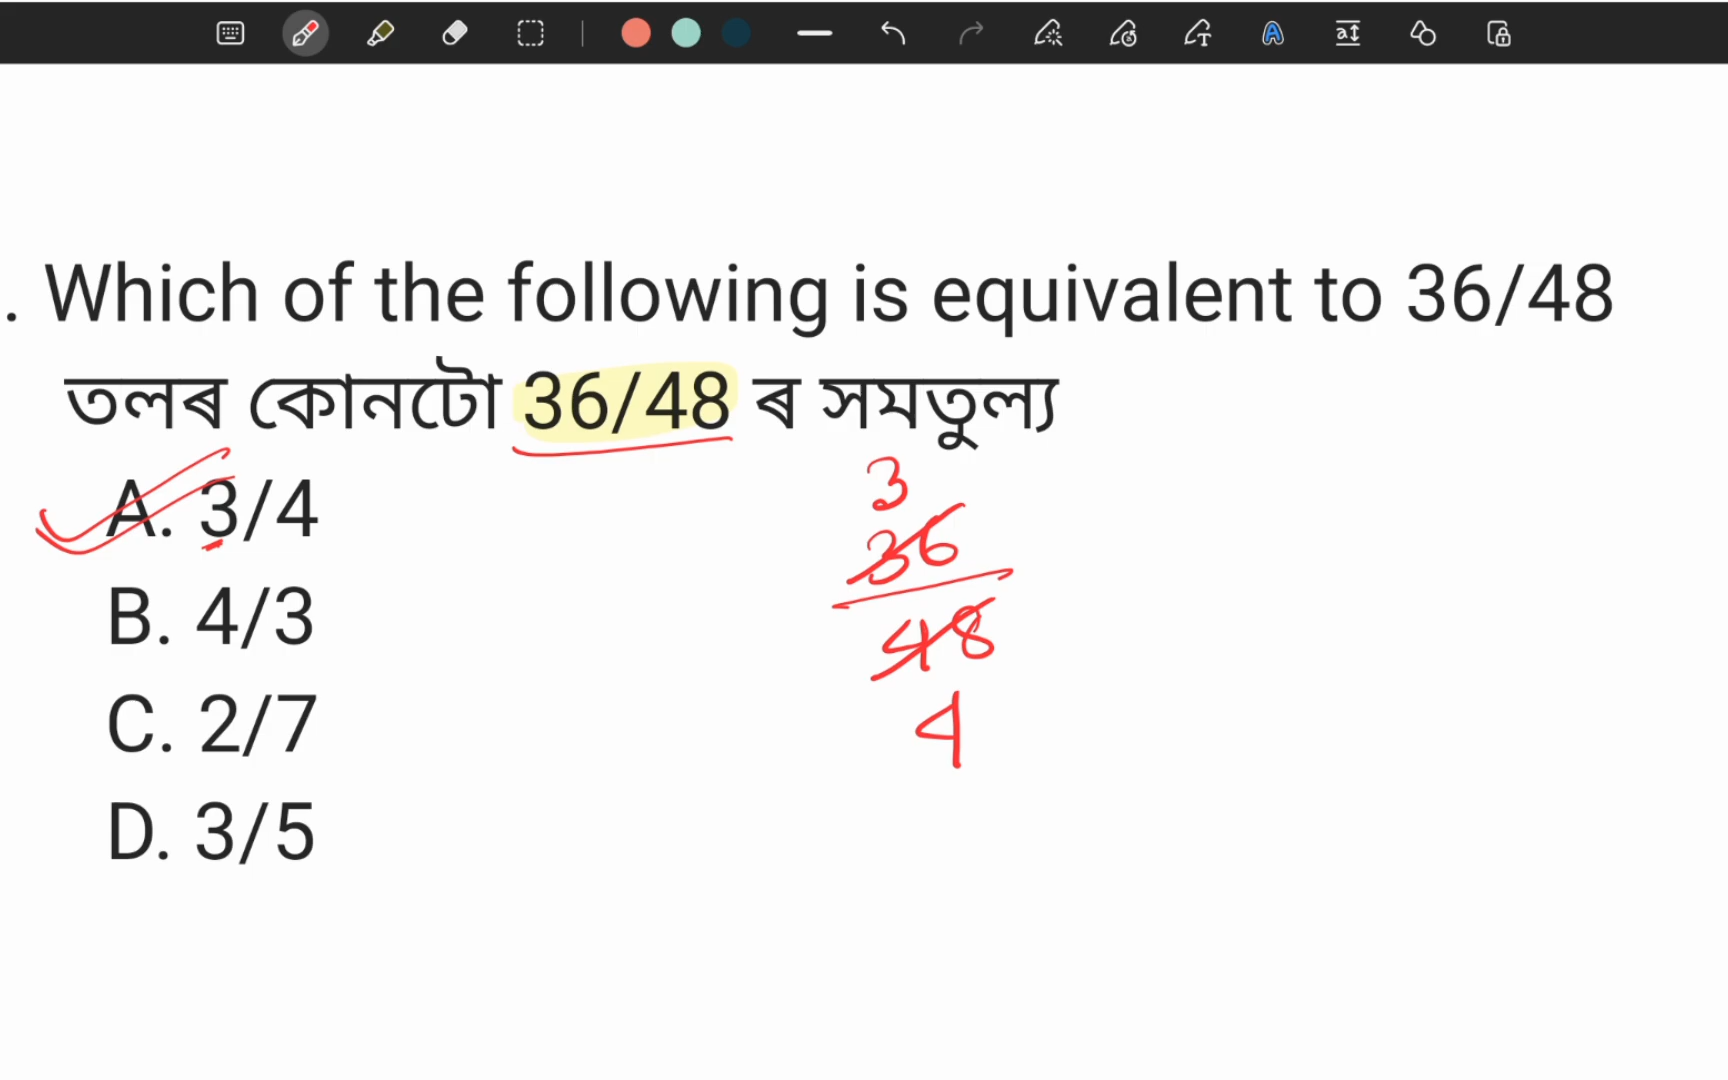 . Which of the following is equivalent to 36/48
তলৰ কোনটো 36/48 ৰ সমতুল্য
A. 3/4
B. 4/3
C. 2/7
D. 3/5
3
36
48
4